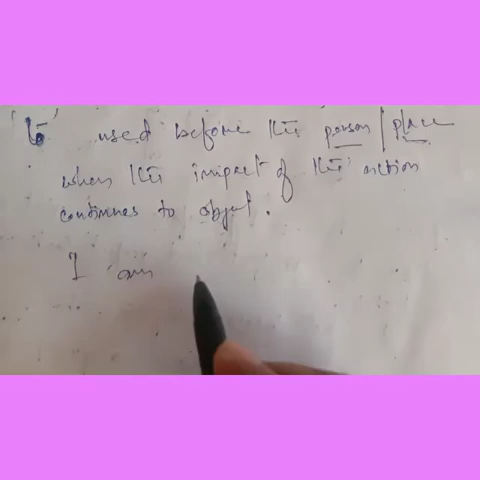 'to' used before the person / place
when the impact of the action
continues to object.
I am